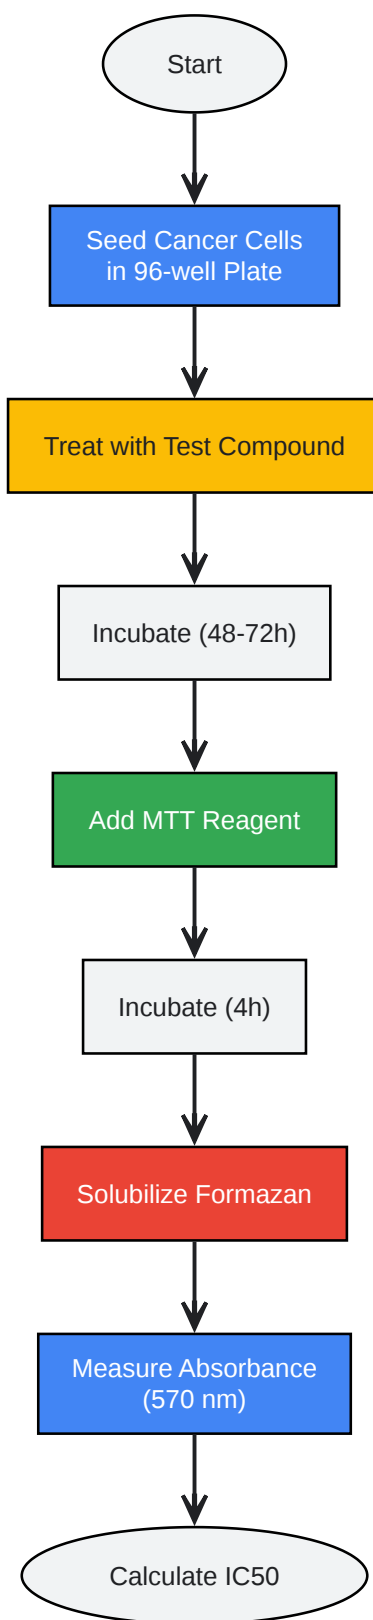 Start
Seed Cancer Cells
in 96-well Plate
Treat with Test Compound
Incubate (48-72h)
Add MTT Reagent
Incubate (4h)
Solubilize Formazan
Measure Absorbance
(570 nm)
Calculate IC50